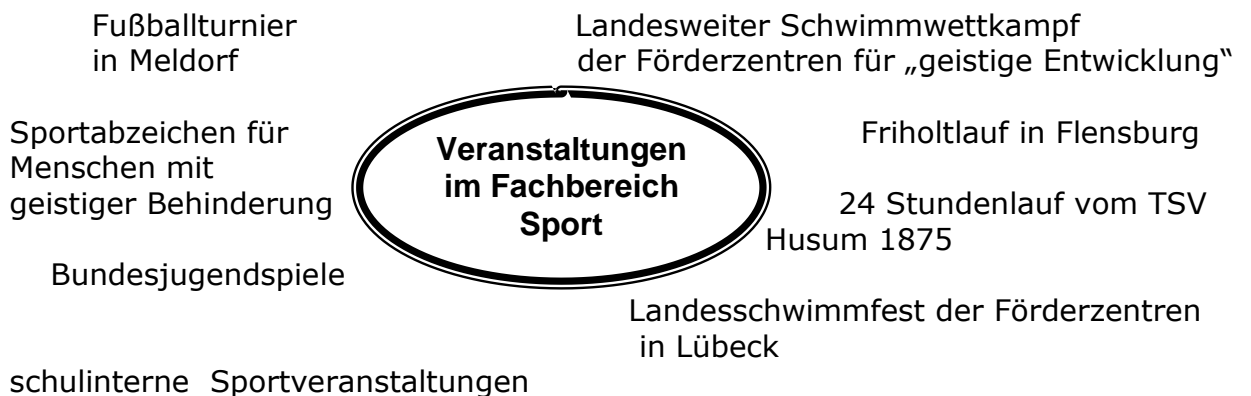 Fußballturnier
in Meldorf
Landesweiter Schwimmwettkampf
der Förderzentren für „geistige Entwicklung“
Sportabzeichen für
Menschen mit
geistiger Behinderung
Veranstaltungen
im Fachbereich
Sport
Friholtlauf in Flensburg
24 Stundenlauf vom TSV
Husum 1875
Bundesjugendspiele
Landesschwimmfest der Förderzentren
in Lübeck
schulinterne Sportveranstaltungen